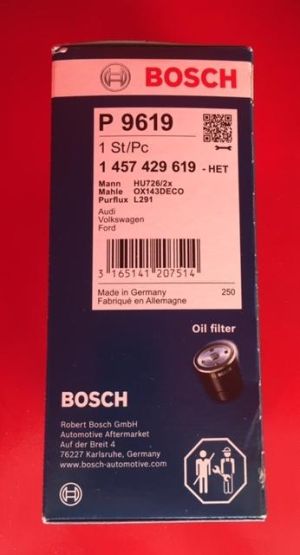 BOSCH
P 9619
1 St/Pc
1 457 429 619 - HET
Mann HU726/2x
Mahle OX143DECO
Purflux L291
Audi
Volkswagen
Ford
3 165141 207514
Made in Germany 250
Fabriqué en Allemagne
Oil filter
BOSCH
Robert Bosch GmbH
Automotive Aftermarket
Auf der Breit 4
76227 Karlsruhe, Germany
www.bosch-automotive.com